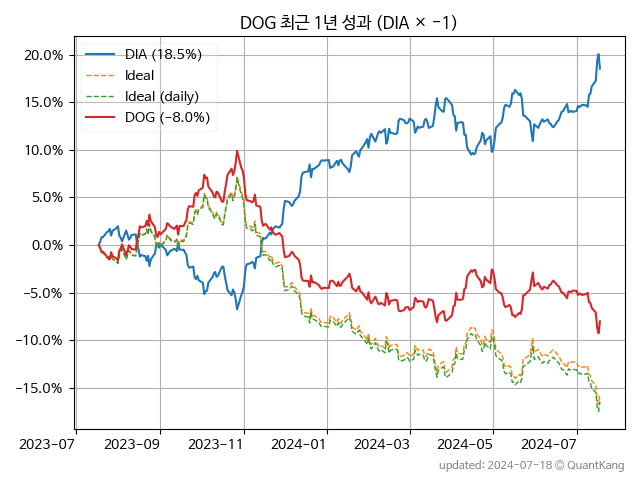 DOG 최근 1년 성과 (DIA × -1)
DIA (18.5%)
Ideal
Ideal (daily)
DOG (-8.0%)
20.0%
15.0%
10.0%
5.0%
0.0%
-5.0%
-10.0%
-15.0%
2023-07 2023-09 2023-11 2024-01 2024-03 2024-05 2024-07
updated: 2024-07-18 © QuantKang